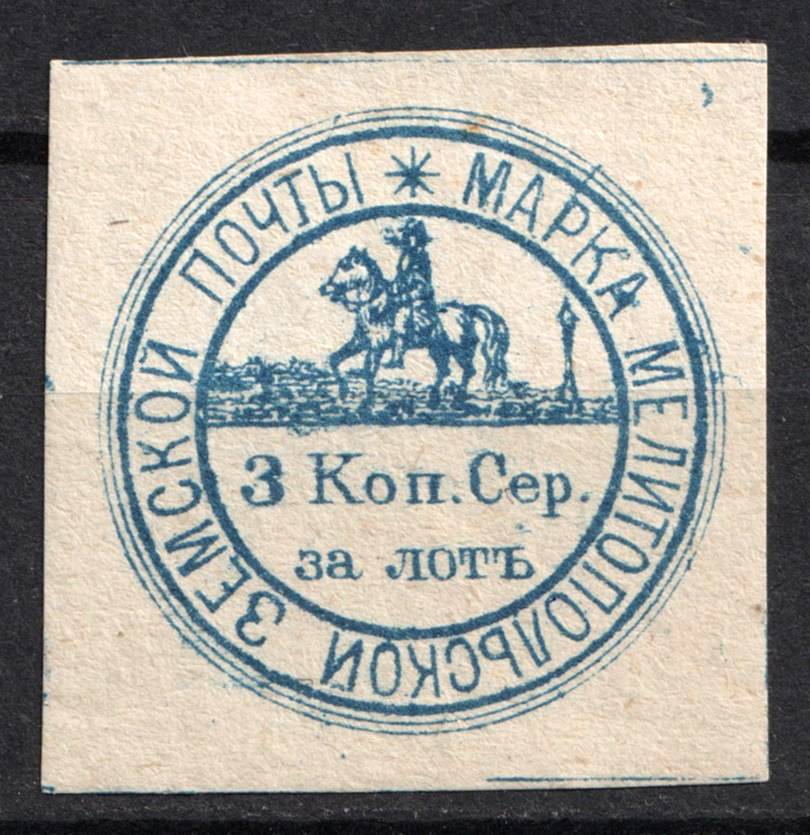 МАРКА МЕЛИТОПОЛЬСКОЙ ЗЕМСКОЙ ПОЧТЫ *
3 Коп. Сер.
за лотъ